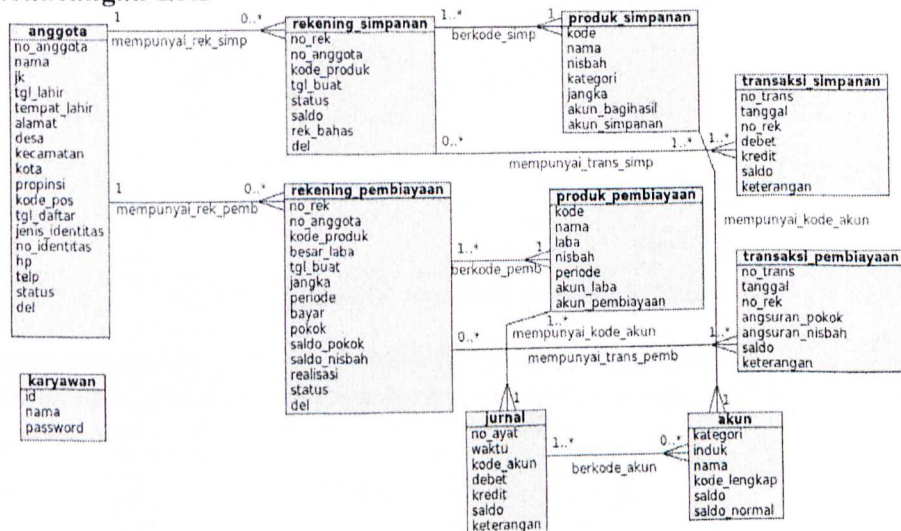 anggota
no_anggota
nama
jk
tgl_lahir
tempat_lahir
alamat
desa
kecamatan
kota
propinsi
kode_pos
tgl_daftar
jenis_identitas
no_identitas
hp
telp
status
del
1
0..*
mempunyai_rek_simp
rekening_simpanan
no_rek
no_anggota
kode_produk
tgl_buat
status
saldo
rek_bahas
del
1..*
1
berkode_simp
produk_simpanan
kode
nama
nisbah
kategori
jangka
akun_bagihasil
akun_simpanan
transaksi_simpanan
no_trans
tanggal
no_rek
debet
kredit
saldo
keterangan
0..*
1..*
1..*
mempunyai_trans_simp
1
0..*
mempunyai_rek_pemb
rekening_pembiayaan
no_rek
no_anggota
kode_produk
besar_laba
tgl_buat
jangka
periode
bayar
pokok
saldo_pokok
saldo_nisbah
realisasi
status
del
1..*
1
berkode_pemb
produk_pembiayaan
kode
nama
laba
nisbah
periode
akun_laba
akun_pembiayaan
mempunyai_kode_akun
transaksi_pembiayaan
no_trans
tanggal
no_rek
angsuran_pokok
angsuran_nisbah
saldo
keterangan
1..*
mempunyai_kode_akun
0..*
1..*
mempunyai_trans_pemb
karyawan
id
nama
password
1
jurnal
no_ayat
waktu
kode_akun
debet
kredit
saldo
keterangan
1..*
0..*
berkode_akun
1
akun
kategori
induk
nama
kode_lengkap
saldo
saldo_normal